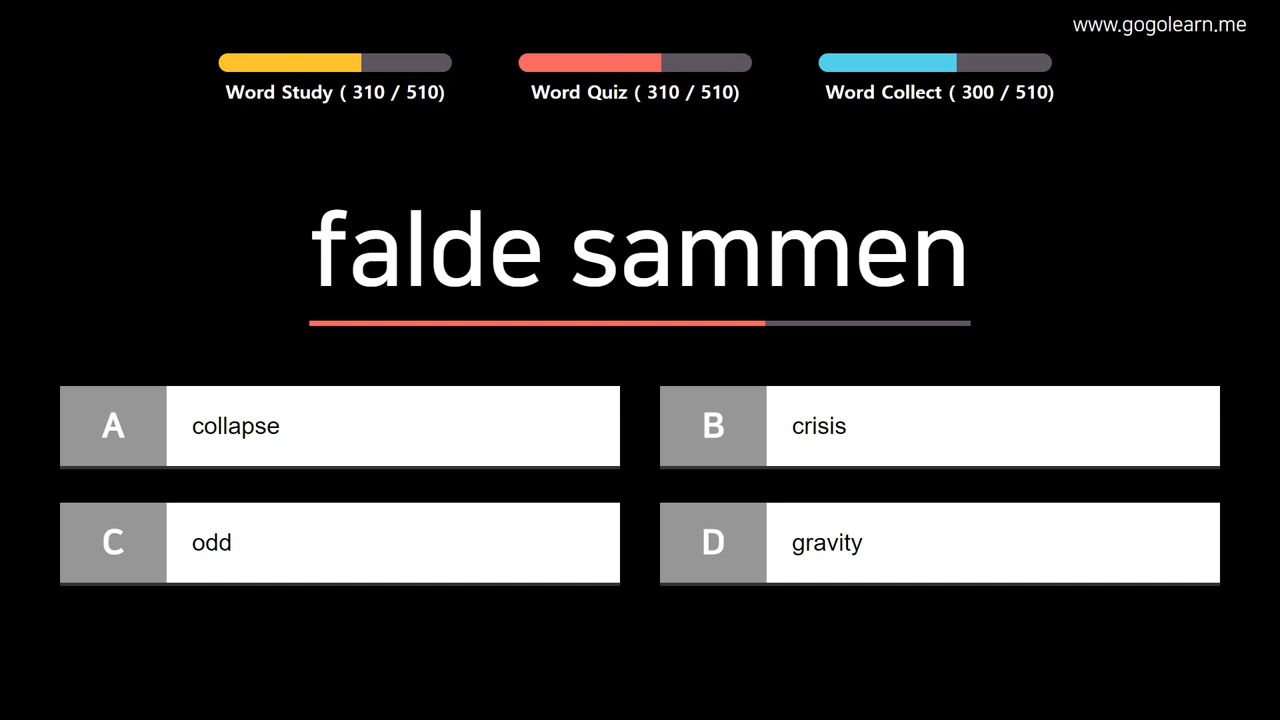 www.gogolearn.me
Word Study ( 310 / 510)
Word Quiz ( 310 / 510)
Word Collect ( 300 / 510)
falde sammen
A collapse
B crisis
C odd
D gravity